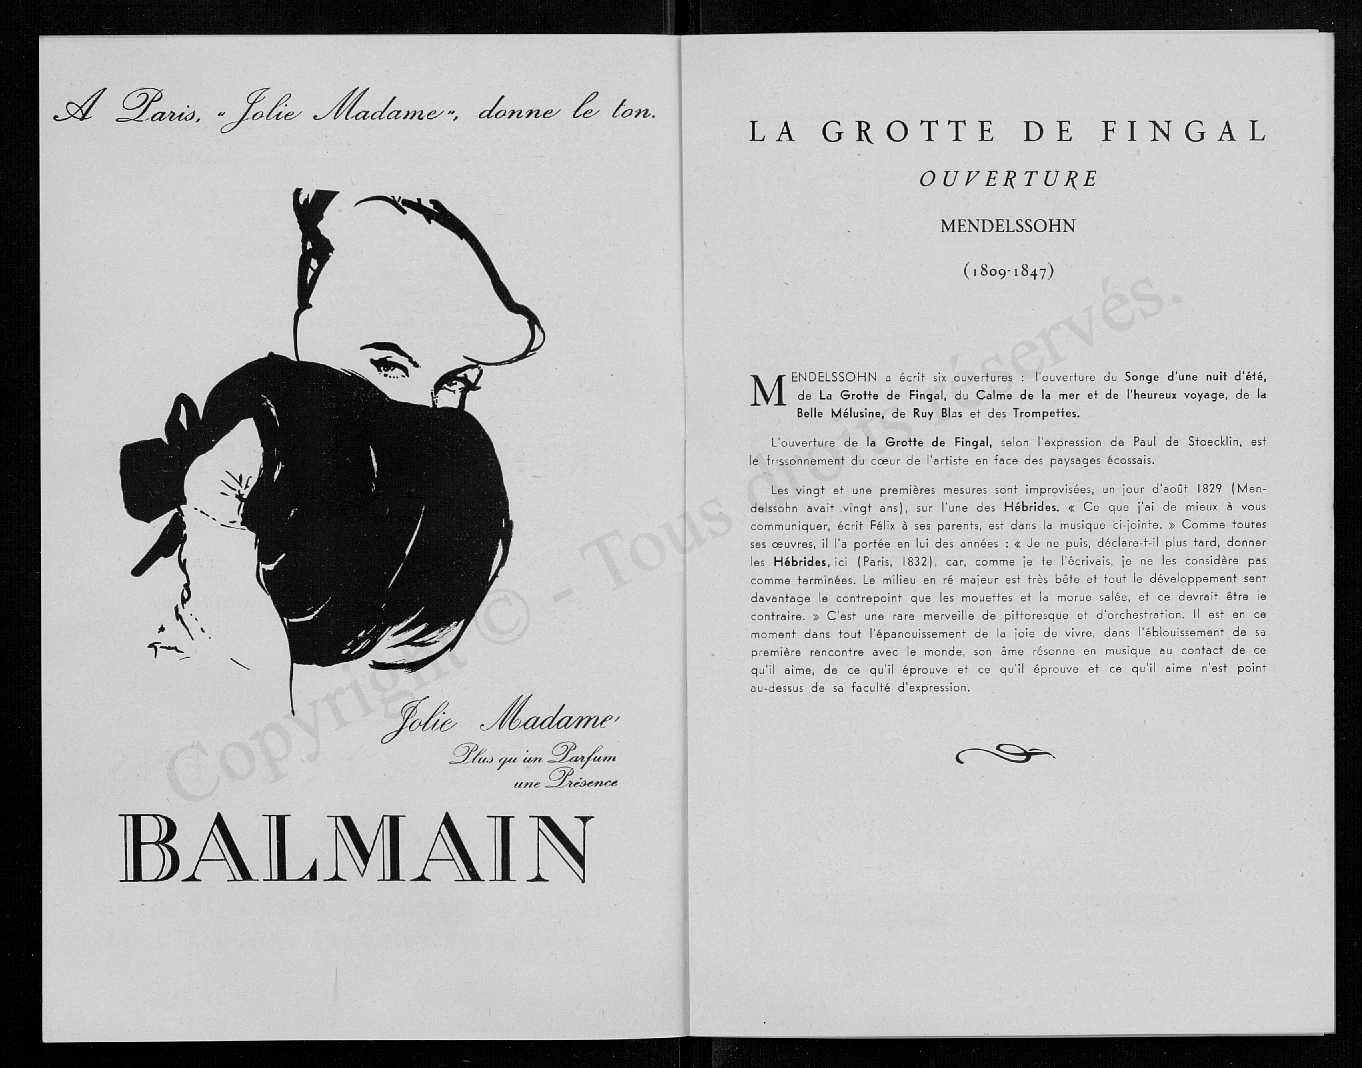 A Paris, "Jolie Madame", donne le ton.
Jolie Madame
Plus qu'un Parfum
une Présence
BALMAIN
LA GROTTE DE FINGAL
OUVERTURE
MENDELSSOHN
(1809-1847)
MENDELSSOHN a écrit six ouvertures : l'ouverture du Songe d'une nuit d'été,
de La Grotte de Fingal, du Calme de la mer et de l'heureux voyage, de la
Belle Mélusine, de Ruy Blas et des Trompettes.
L'ouverture de la Grotte de Fingal, selon l'expression de Paul de Stoecklin, est
le frissonnement du cœur de l'artiste en face des paysages écossais.
Les vingt et une premières mesures sont improvisées, un jour d'août 1829 (Men-
delssohn avait vingt ans), sur l'une des Hébrides. « Ce que j'ai de mieux à vous
communiquer, écrit Félix à ses parents, est dans la musique ci-jointe. » Comme toutes
ses œuvres, il l'a portée en lui des années : « Je ne puis, déclare-t-il plus tard, donner
les Hébrides, ici (Paris, 1832), car, comme je te l'écrivais, je ne les considère pas
comme terminées. Le milieu en ré majeur est très bête et tout le développement sent
davantage le contrepoint que les mouettes et la morue salée, et ce devrait être le
contraire. » C'est une rare merveille de pittoresque et d'orchestration. Il est en ce
moment dans tout l'épanouissement de la joie de vivre, dans l'éblouissement de sa
première rencontre avec le monde, son âme résonne en musique au contact de ce
qu'il aime, de ce qu'il éprouve et ce qu'il éprouve et ce qu'il aime n'est point
au-dessus de sa faculté d'expression.
Copyright © - Tous droits réservés.